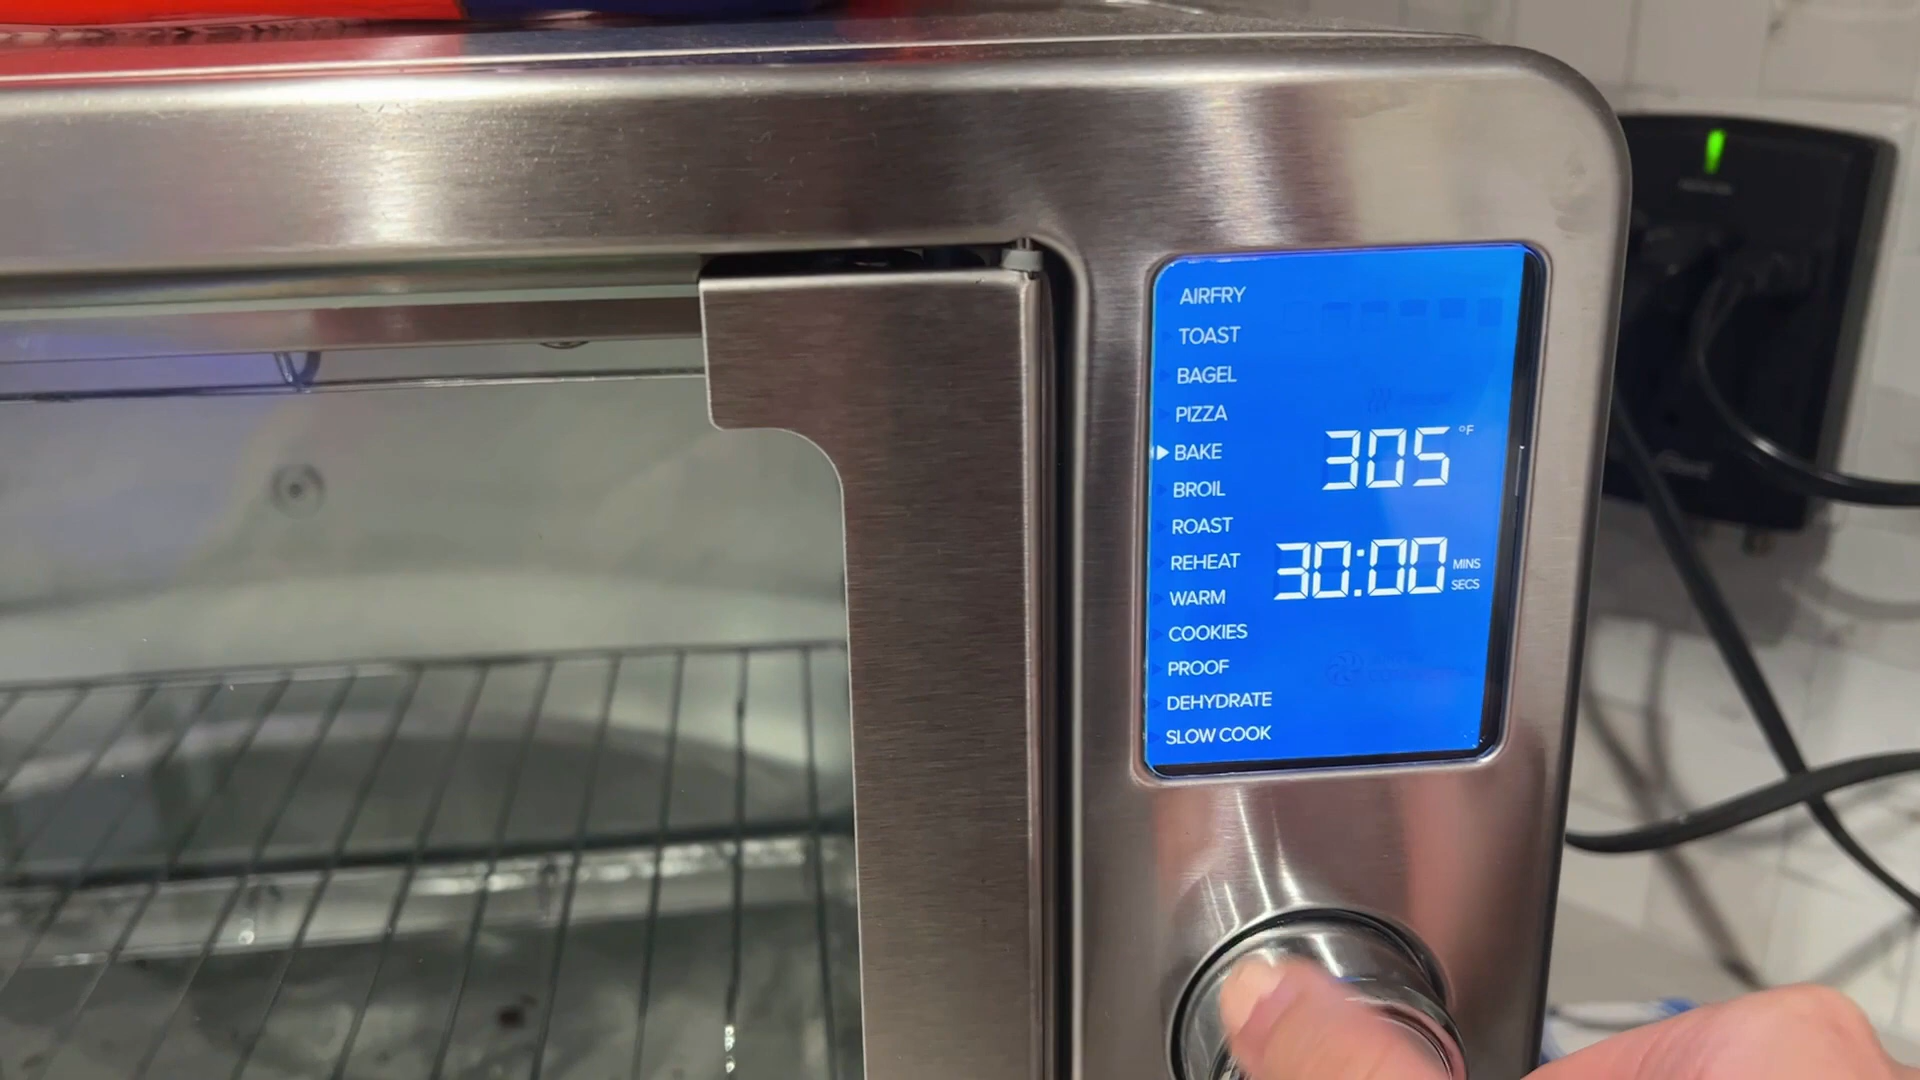 AIRFRY
TOAST
BAGEL
PIZZA
BAKE
305 °F
BROIL
ROAST
REHEAT
30:00 MINS SECS
WARM
COOKIES
PROOF
DEHYDRATE
SLOW COOK